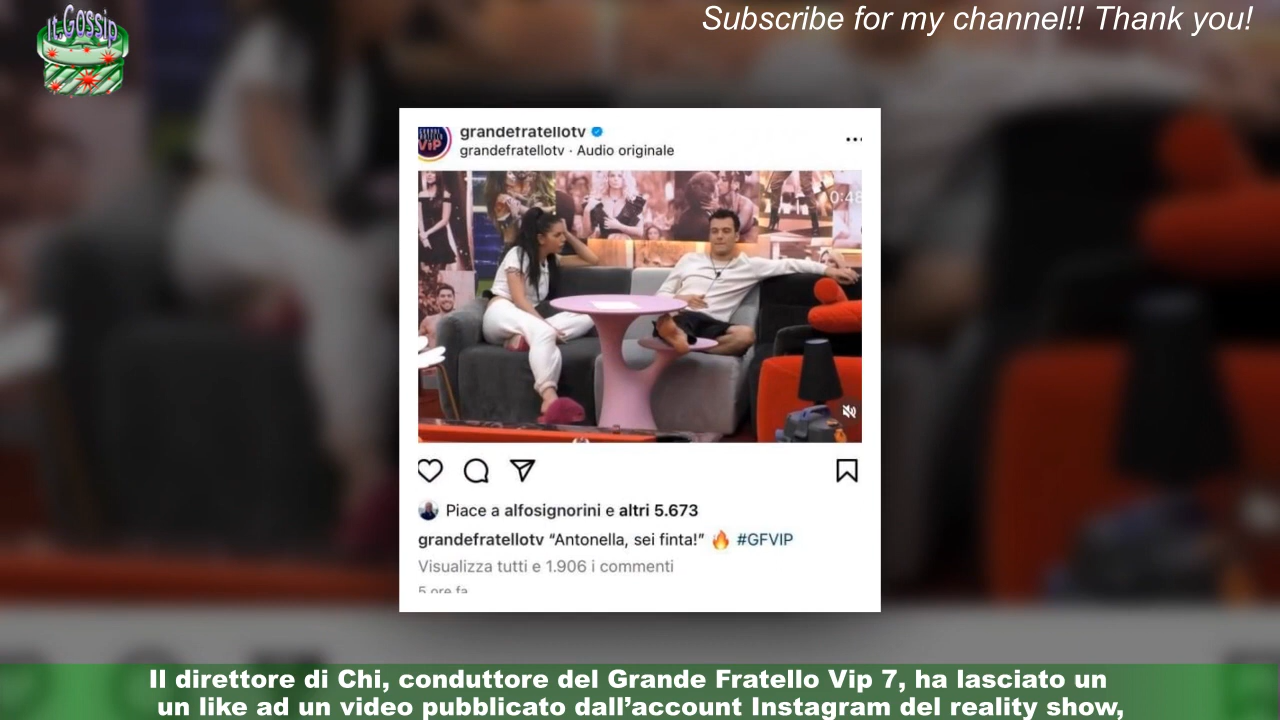 It.Gossip
Subscribe for my channel!! Thank you!
grandefratellotv
VIP
grandefratellotv · Audio originale
0:48
Piace a alfosignorini e altri 5.673
grandefratellotv “Antonella, sei finta!” 🔥 #GFVIP
Visualizza tutti e 1.906 i commenti
5 ore fa
Il direttore di Chi, conduttore del Grande Fratello Vip 7, ha lasciato un
un like ad un video pubblicato dall’account Instagram del reality show,